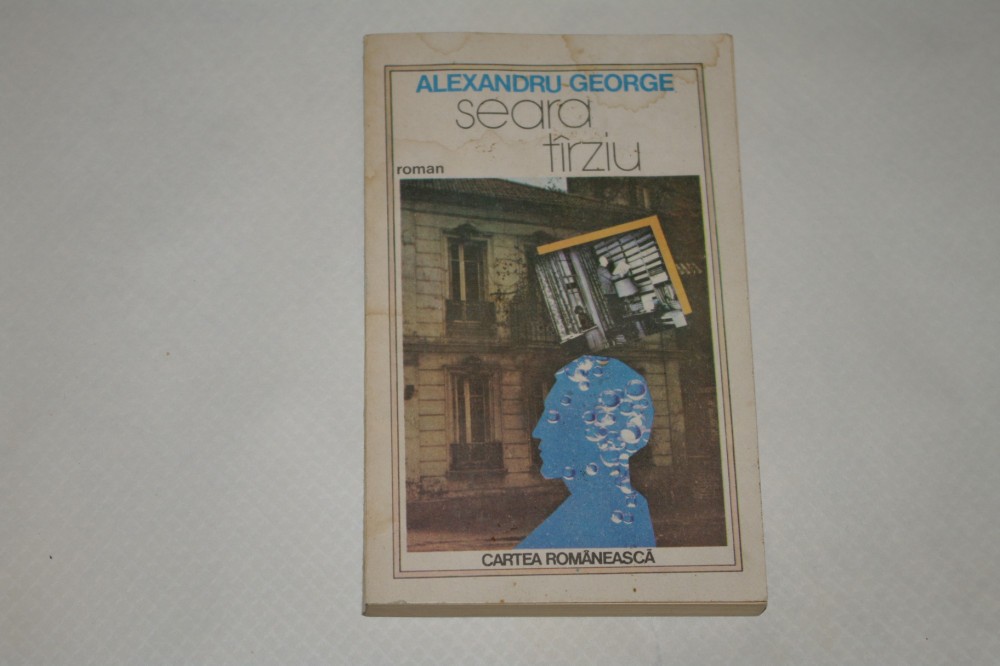 ALEXANDRU GEORGE
seara
tîrziu
roman
CARTEA ROMÂNEASCĂ